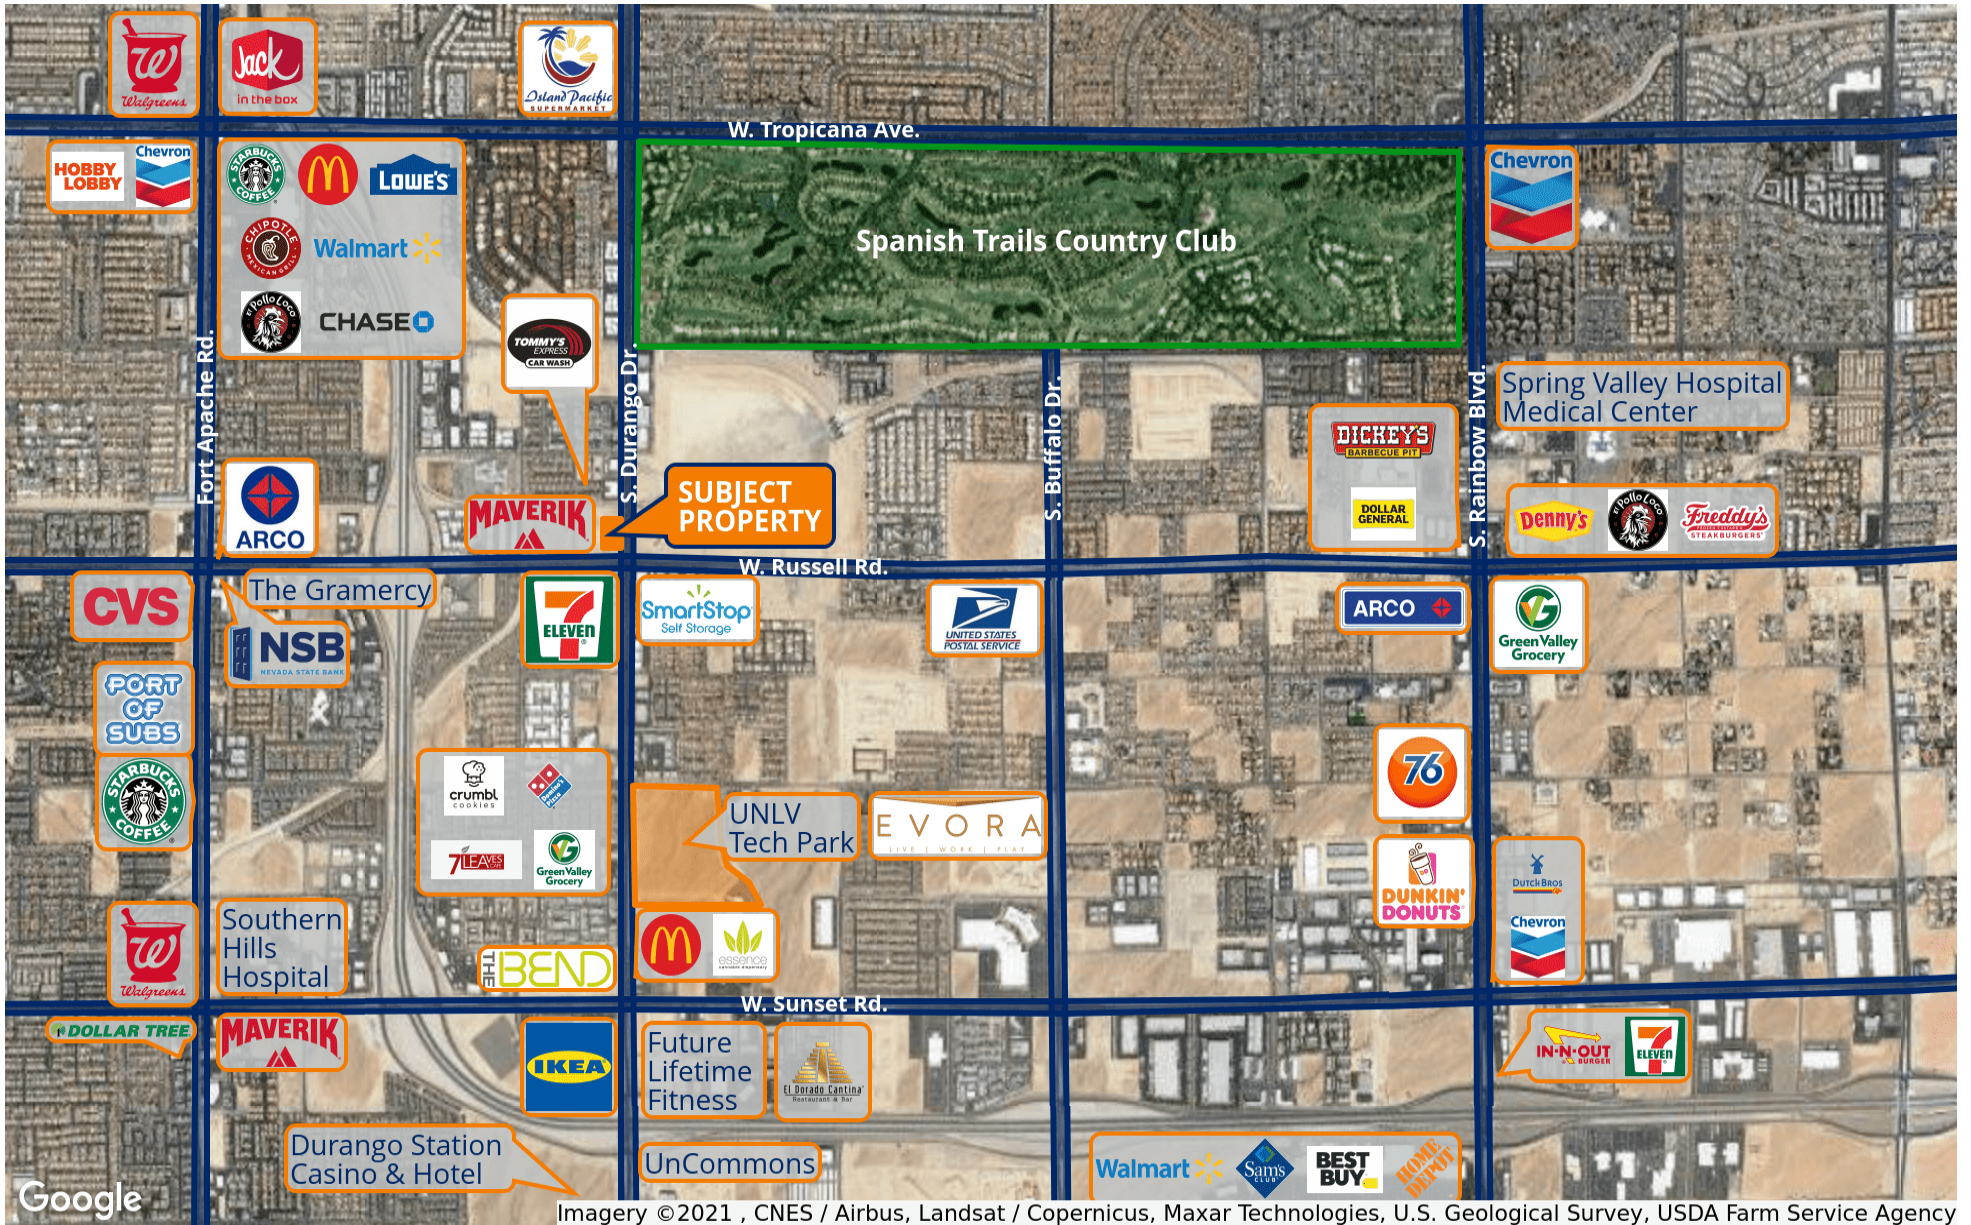 Walgreens
Jack
in the box
Island Pacific
SUPERMARKET
W. Tropicana Ave.
HOBBY
LOBBY
Chevron
STARBUCKS
COFFEE
LOWE'S
CHIPOTLE
MEXICAN GRILL
Walmart
El Pollo Loco
CHASE
Chevron
Spanish Trails Country Club
TOMMY'S
EXPRESS
CAR WASH
Fort Apache Rd.
S. Durango Dr.
S. Buffalo Dr.
S. Rainbow Blvd.
Spring Valley Hospital
Medical Center
DICKEY'S
BARBECUE PIT
DOLLAR
GENERAL
ARCO
MAVERIK
SUBJECT
PROPERTY
Denny's
El Pollo Loco
Freddy's
FROZEN CUSTARD &
STEAKBURGERS
W. Russell Rd.
CVS
The Gramercy
NSB
NEVADA STATE BANK
7
ELEVEN
SmartStop
Self Storage
UNITED STATES
POSTAL SERVICE
ARCO
VG
Green Valley
Grocery
PORT
OF
SUBS
STARBUCKS
COFFEE
crumbl
cookies
Domino's
Pizza
7 LEAVES
CAFE
VG
Green Valley
Grocery
UNLV
Tech Park
EVORA
LIVE | WORK | PLAY
76
DUNKIN'
DONUTS
DUTCH BROS
Chevron
Walgreens
Southern
Hills
Hospital
THE BEND
essence
cannabis dispensary
W. Sunset Rd.
DOLLAR TREE
MAVERIK
IKEA
Future
Lifetime
Fitness
El Dorado Cantina
Restaurant & Bar
IN-N-OUT
BURGER
7
ELEVEN
Durango Station
Casino & Hotel
UnCommons
Walmart
Sam's
CLUB
BEST
BUY
HOME
DEPOT
Google
Imagery ©2021 , CNES / Airbus, Landsat / Copernicus, Maxar Technologies, U.S. Geological Survey, USDA Farm Service Agency